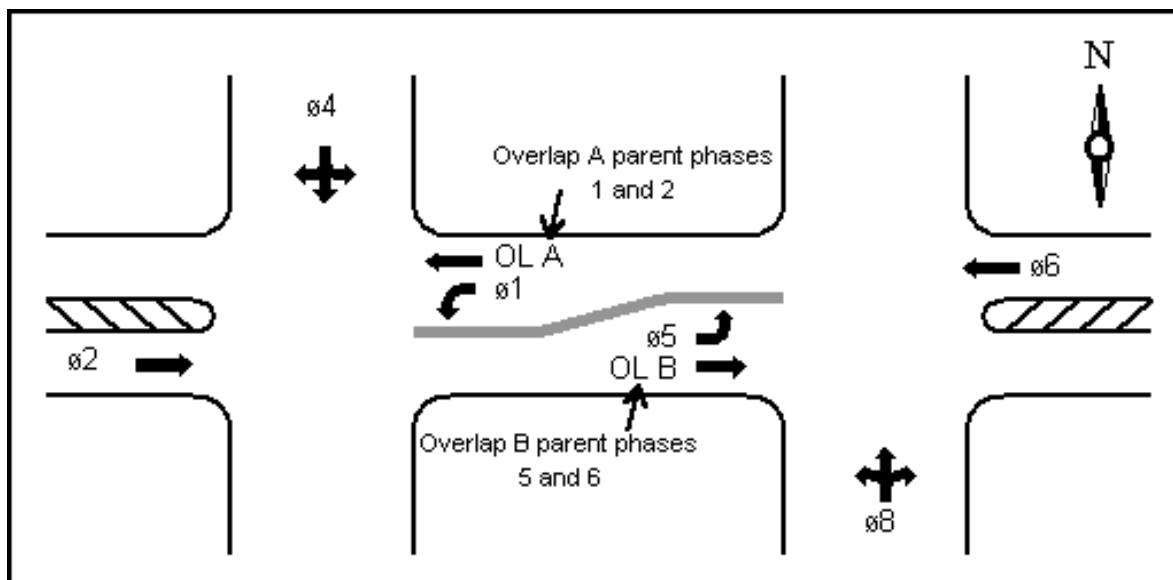 N
ø4
Overlap A parent phases
1 and 2
OL A
ø6
ø1
ø5
ø2
OL B
Overlap B parent phases
5 and 6
ø8